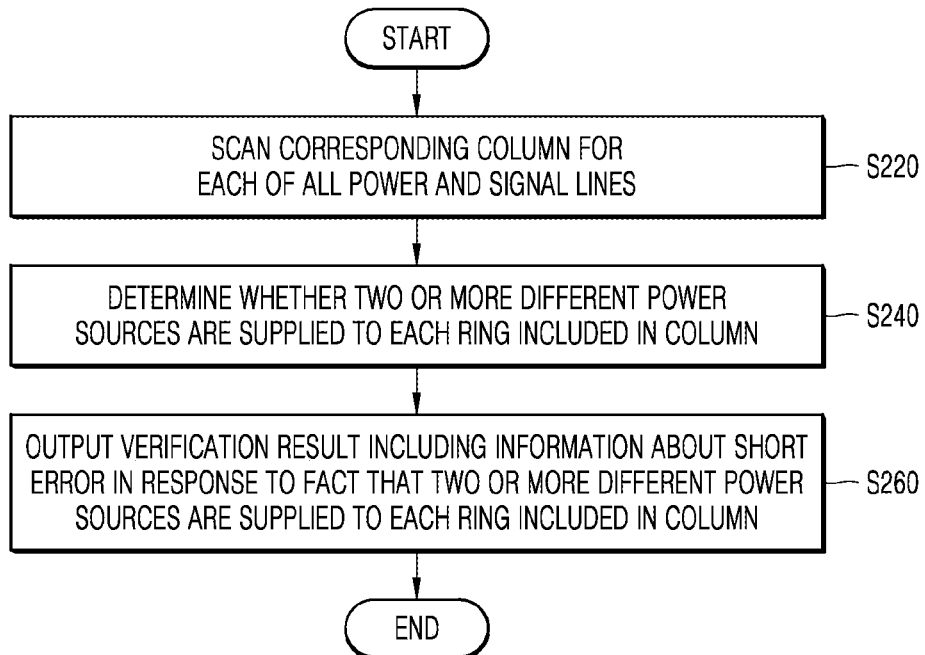 START
SCAN CORRESPONDING COLUMN FOR
EACH OF ALL POWER AND SIGNAL LINES
S220
DETERMINE WHETHER TWO OR MORE DIFFERENT POWER
SOURCES ARE SUPPLIED TO EACH RING INCLUDED IN COLUMN
S240
OUTPUT VERIFICATION RESULT INCLUDING INFORMATION ABOUT SHORT
ERROR IN RESPONSE TO FACT THAT TWO OR MORE DIFFERENT POWER
SOURCES ARE SUPPLIED TO EACH RING INCLUDED IN COLUMN
S260
END